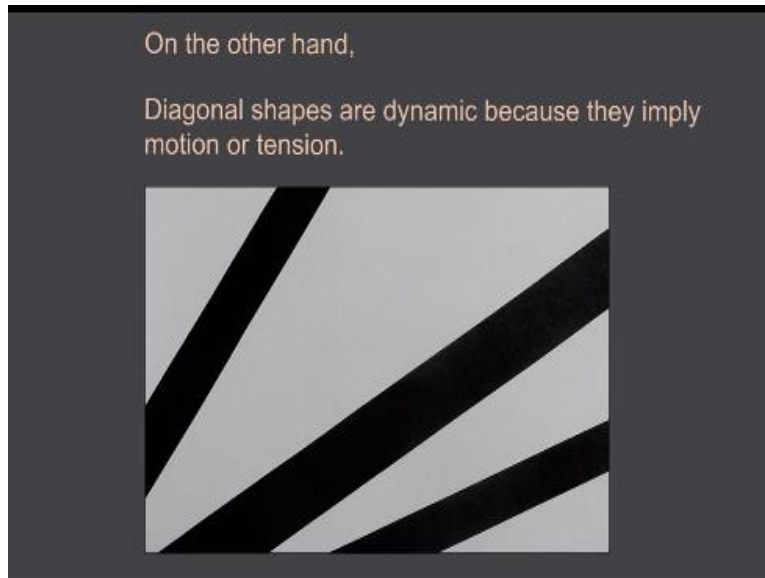 On the other hand,
Diagonal shapes are dynamic because they imply
motion or tension.